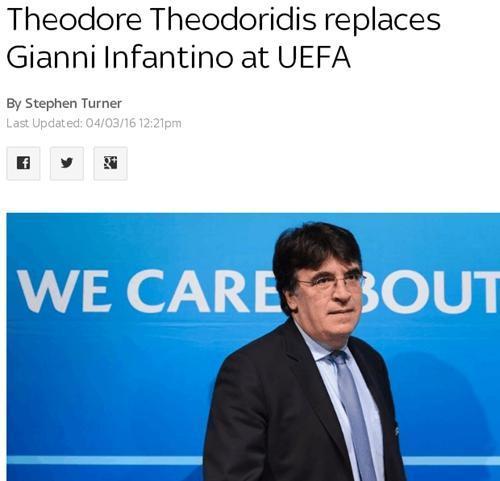 Theodore Theodoridis replaces
Gianni Infantino at UEFA
By Stephen Turner
Last Updated: 04/03/16 12:21pm
WE CARE BOUT